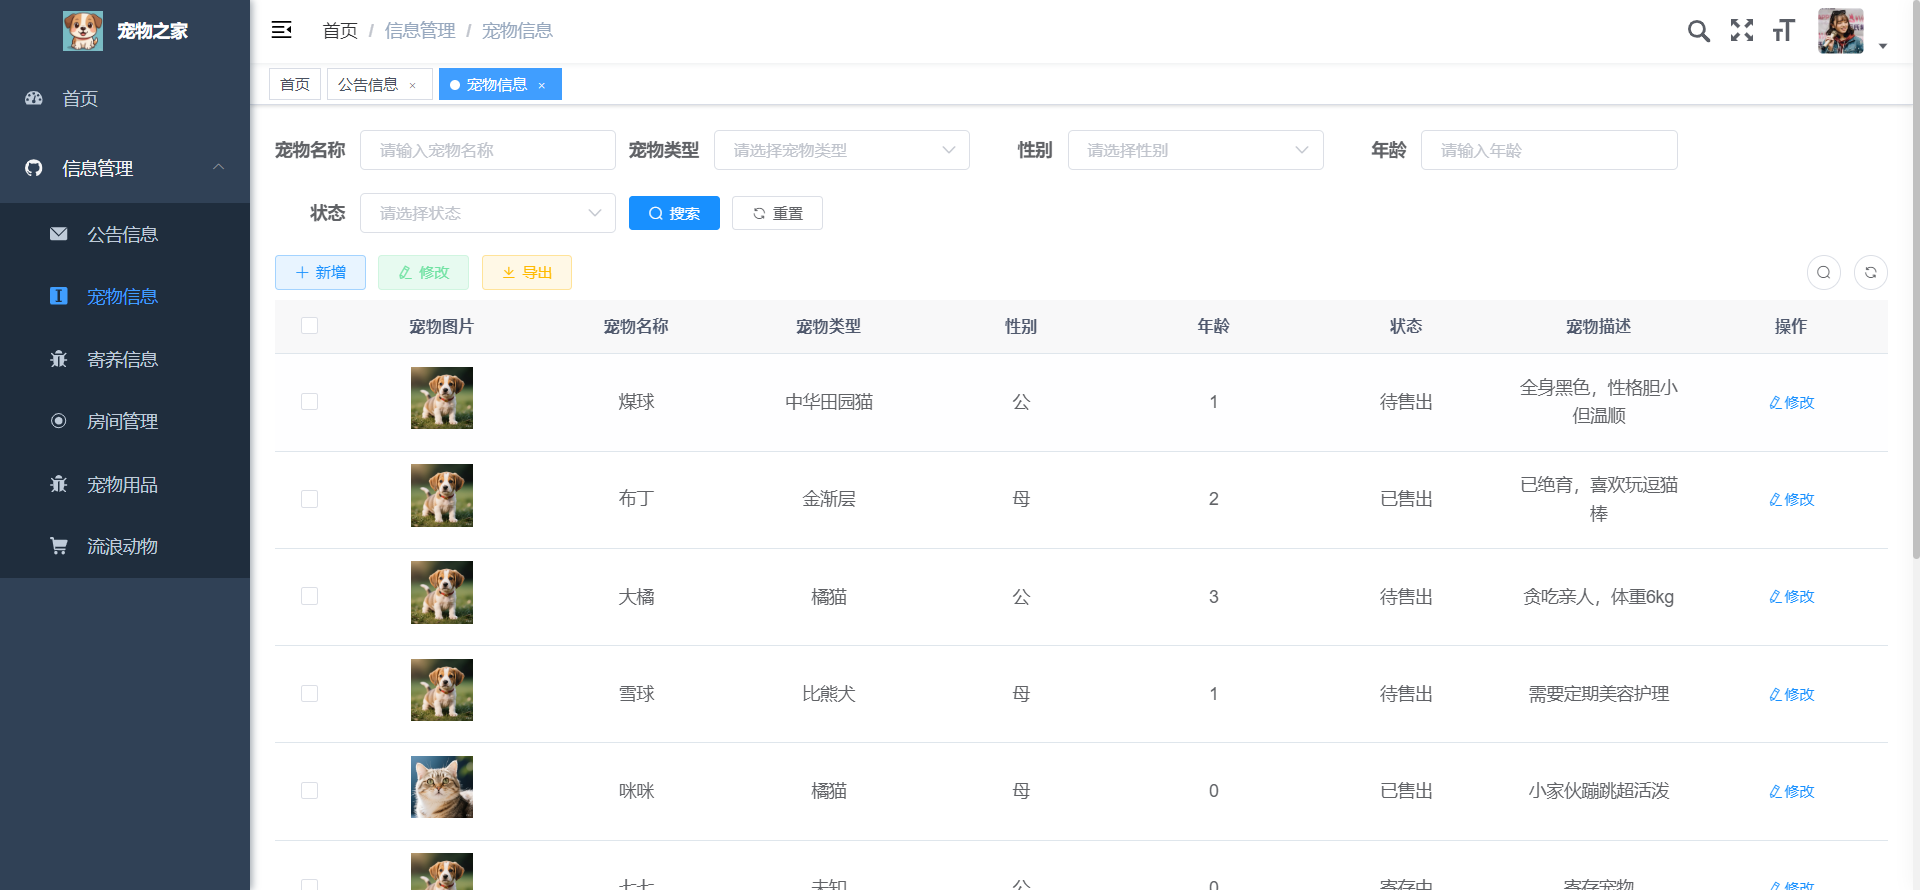 宠物之家
首页 / 信息管理 / 宠物信息
首页
信息管理
公告信息
宠物信息
寄养信息
房间管理
宠物用品
流浪动物
首页 公告信息 × 宠物信息 ×
宠物名称 请输入宠物名称 宠物类型 请选择宠物类型 性别 请选择性别 年龄 请输入年龄
状态 请选择状态 搜索 重置
新增 修改 导出
宠物图片 宠物名称 宠物类型 性别 年龄 状态 宠物描述 操作
煤球 中华田园猫 公 1 待售出 全身黑色，性格胆小
但温顺 修改
布丁 金渐层 母 2 已售出 已绝育，喜欢玩逗猫
棒 修改
大橘 橘猫 公 3 待售出 贪吃亲人，体重6kg 修改
雪球 比熊犬 母 1 待售出 需要定期美容护理 修改
咪咪 橘猫 母 0 已售出 小家伙蹦跳超活泼 修改
七七 未知 公 0 寄存中 寄存宠物 修改